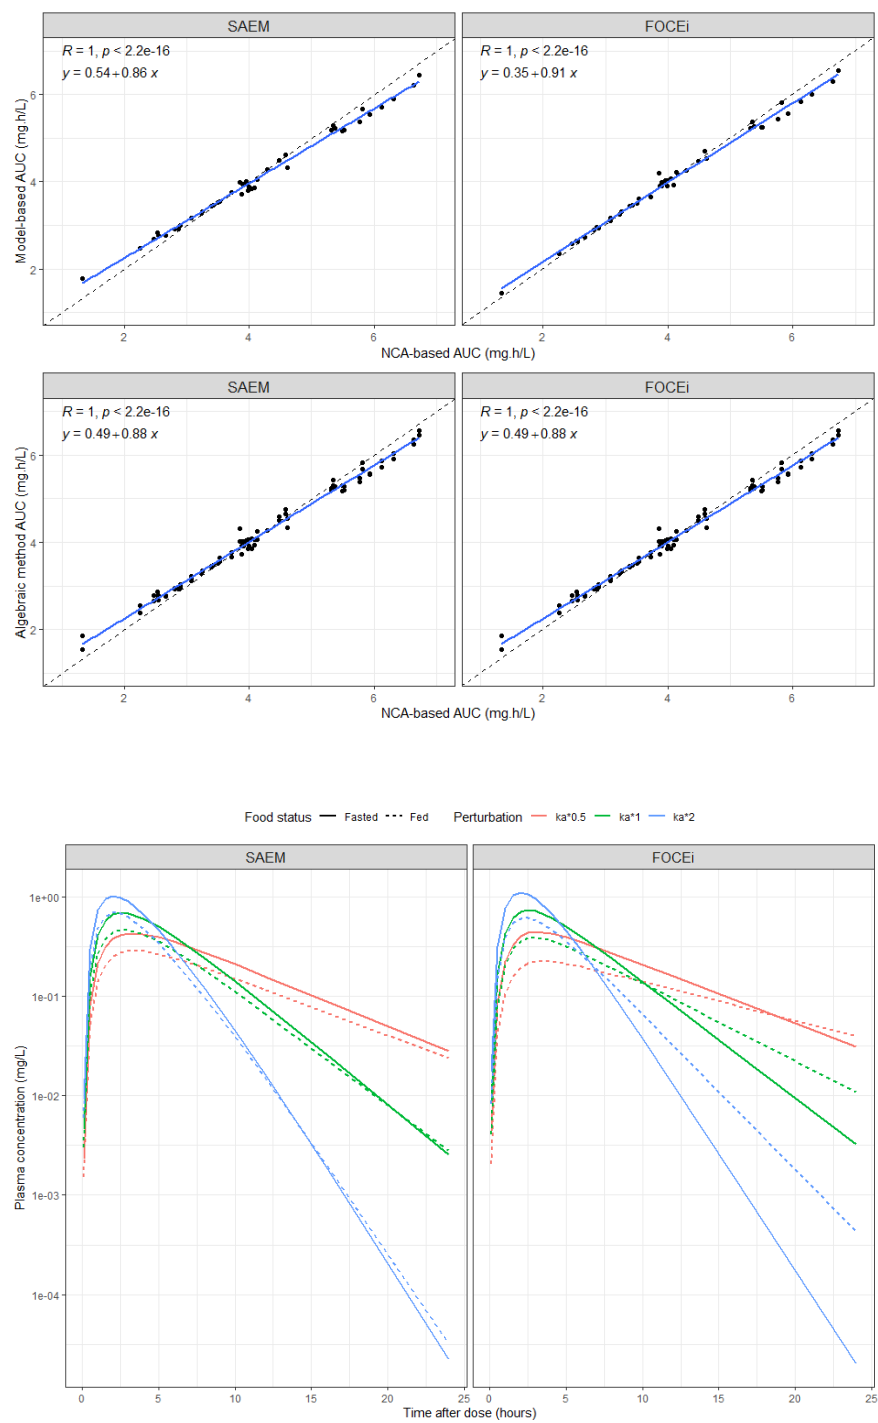 SAEM
FOCEi
R = 1, p < 2.2e-16
y = 0.54+0.86 x
R = 1, p < 2.2e-16
y = 0.35+0.91 x
Model-based AUC (mg.h/L)
6
4
2
2 4 6 2 4 6
NCA-based AUC (mg.h/L)
SAEM
FOCEi
R = 1, p < 2.2e-16
y = 0.49+0.88 x
R = 1, p < 2.2e-16
y = 0.49+0.88 x
Algebraic method AUC (mg.h/L)
6
4
2
2 4 6 2 4 6
NCA-based AUC (mg.h/L)
Food status Fasted Fed Perturbation ka*0.5 ka*1 ka*2
SAEM
FOCEi
Plasma concentration (mg/L)
1e+00
1e-01
1e-02
1e-03
1e-04
0 5 10 15 20 25 0 5 10 15 20 25
Time after dose (hours)